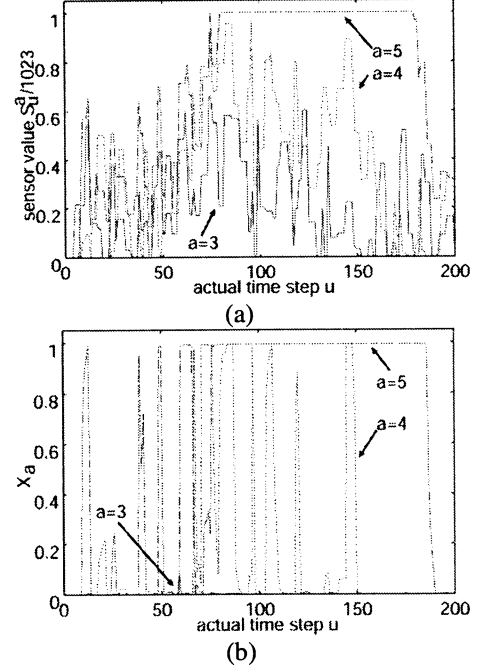 1
0.8
0.6
0.4
0.2
0
sensor value S_u^a/1023
a=5
a=4
a=3
0 50 100 150 200
actual time step u
(a)
1
0.8
0.6
0.4
0.2
0
X_a
a=5
a=4
a=3
0 50 100 150 200
actual time step u
(b)